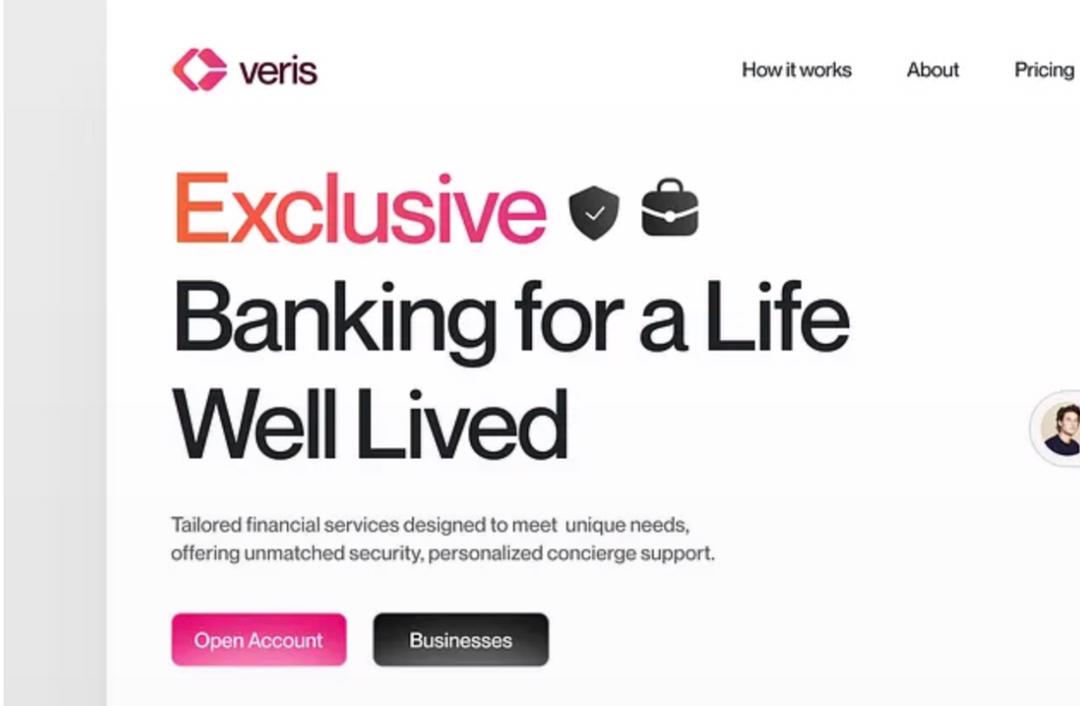 veris
How it works
About
Pricing
Exclusive
Banking for a Life
Well Lived
Tailored financial services designed to meet unique needs,
offering unmatched security, personalized concierge support.
Open Account
Businesses